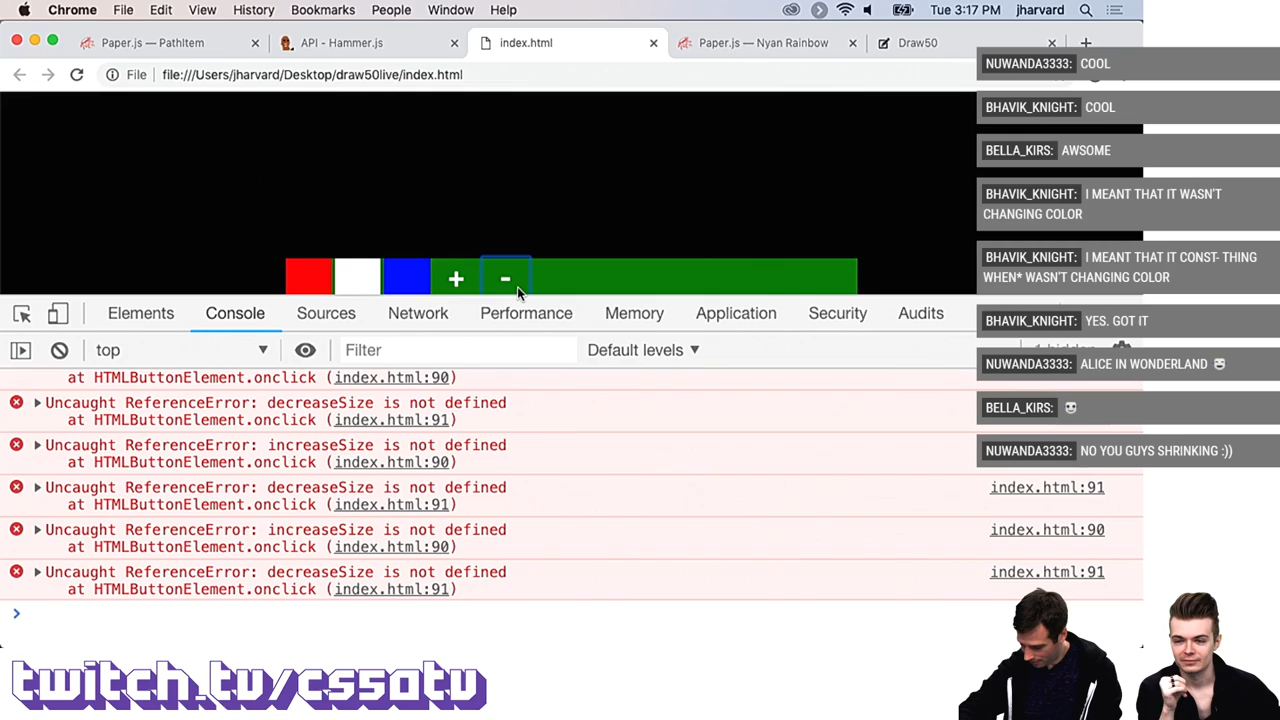 Chrome File Edit View History Bookmarks People Window Help Tue 3:17 PM jharvard
Paper.js — PathItem × API - Hammer.js × index.html × Paper.js — Nyan Rainbow × Draw50 × +
File file:///Users/jharvard/Desktop/draw50live/index.html
NUWANDA3333: COOL
BHAVIK_KNIGHT: COOL
BELLA_KIRS: AWSOME
BHAVIK_KNIGHT: I MEANT THAT IT WASN'T
CHANGING COLOR
BHAVIK_KNIGHT: I MEANT THAT IT CONST- THING
WHEN* WASN'T CHANGING COLOR
BHAVIK_KNIGHT: YES. GOT IT
NUWANDA3333: ALICE IN WONDERLAND
BELLA_KIRS:
NUWANDA3333: NO YOU GUYS SHRINKING :))
+ -
Elements Console Sources Network Performance Memory Application Security Audits
top ▼ Filter Default levels ▼ 1 hidden
at HTMLButtonElement.onclick (index.html:90)
Uncaught ReferenceError: decreaseSize is not defined
at HTMLButtonElement.onclick (index.html:91)
Uncaught ReferenceError: increaseSize is not defined
at HTMLButtonElement.onclick (index.html:90)
Uncaught ReferenceError: decreaseSize is not defined index.html:91
at HTMLButtonElement.onclick (index.html:91)
Uncaught ReferenceError: increaseSize is not defined index.html:90
at HTMLButtonElement.onclick (index.html:90)
Uncaught ReferenceError: decreaseSize is not defined index.html:91
at HTMLButtonElement.onclick (index.html:91)
>
twitch.tv/cs50tv